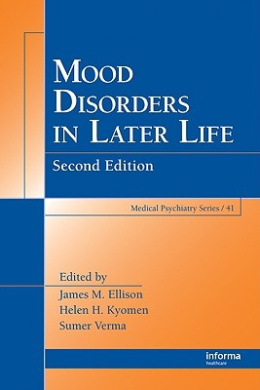 MOOD
DISORDERS
IN LATER LIFE
Second Edition
Medical Psychiatry Series / 41
Edited by
James M. Ellison
Helen H. Kyomen
Sumer Verma
informa
healthcare